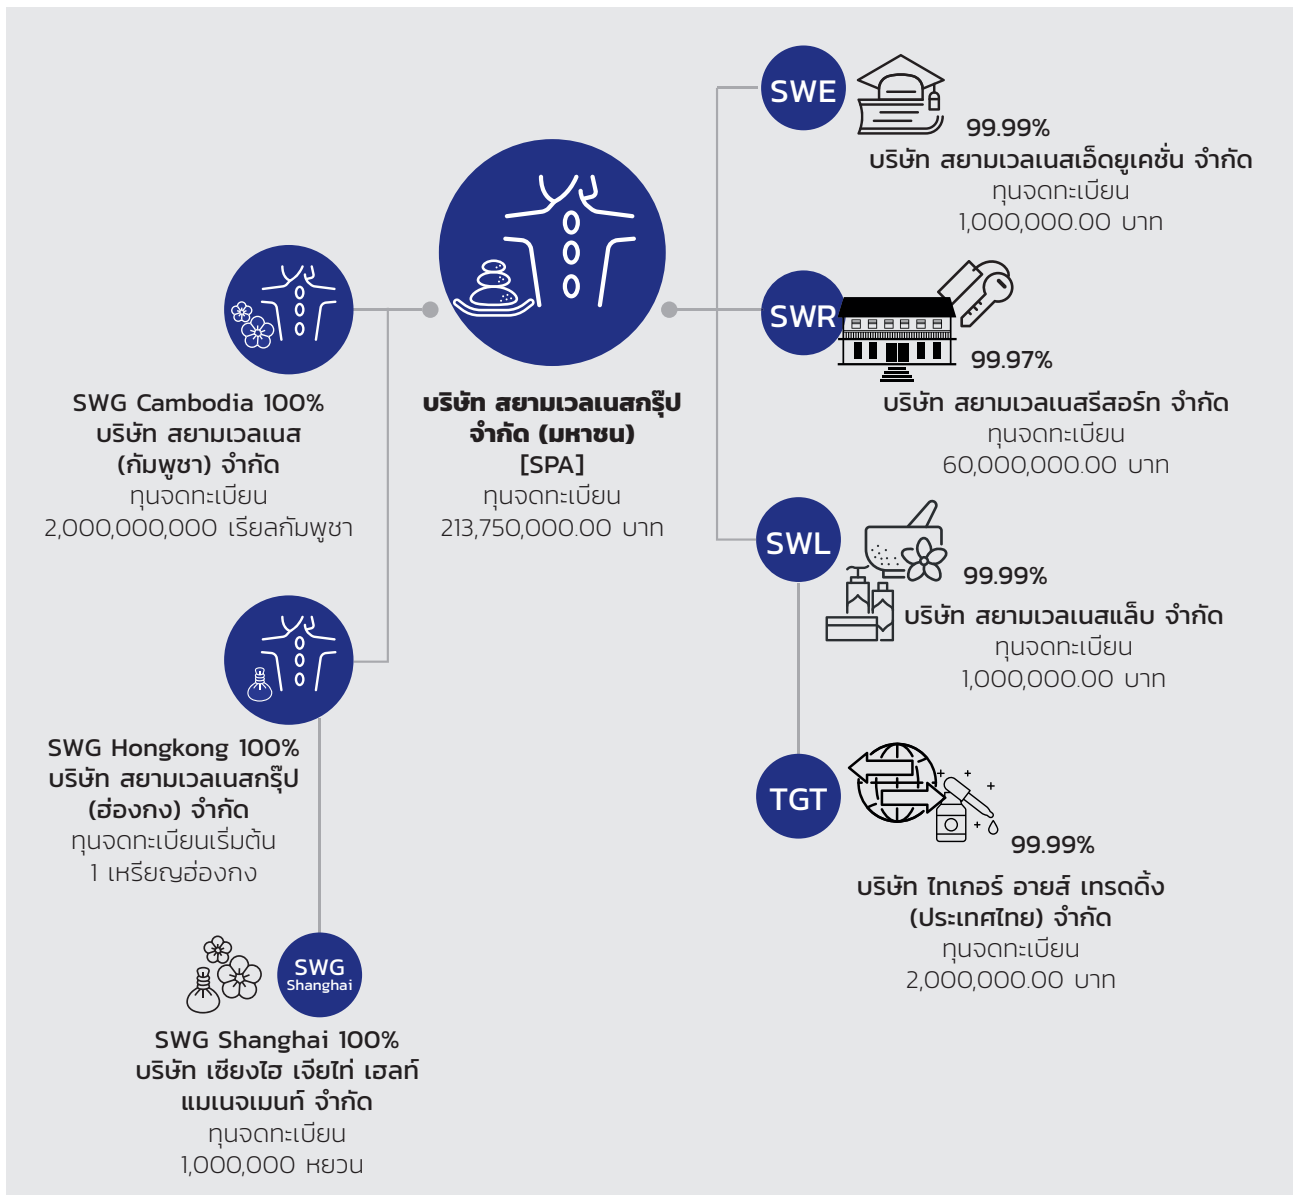 SWG Cambodia 100%
บริษัท สยามเวลเนส
(กัมพูชา) จำกัด
ทุนจดทะเบียน
2,000,000,000 เรียลกัมพูชา
SWG Hongkong 100%
บริษัท สยามเวลเนสกรุ๊ป
(ฮ่องกง) จำกัด
ทุนจดทะเบียนเริ่มต้น
1 เหรียญฮ่องกง
SWG
Shanghai
SWG Shanghai 100%
บริษัท เซี่ยงไฮ เจียไท่ เฮลท์
แมเนจเมนท์ จำกัด
ทุนจดทะเบียน
1,000,000 หยวน
บริษัท สยามเวลเนสกรุ๊ป
จำกัด (มหาชน)
[SPA]
ทุนจดทะเบียน
213,750,000.00 บาท
SWE
99.99%
บริษัท สยามเวลเนสเอ็ดยูเคชั่น จำกัด
ทุนจดทะเบียน
1,000,000.00 บาท
SWR
99.97%
บริษัท สยามเวลเนสรีสอร์ท จำกัด
ทุนจดทะเบียน
60,000,000.00 บาท
SWL
99.99%
บริษัท สยามเวลเนสแล็บ จำกัด
ทุนจดทะเบียน
1,000,000.00 บาท
TGT
99.99%
บริษัท ไทเกอร์ อายส์ เทรดดิ้ง
(ประเทศไทย) จำกัด
ทุนจดทะเบียน
2,000,000.00 บาท